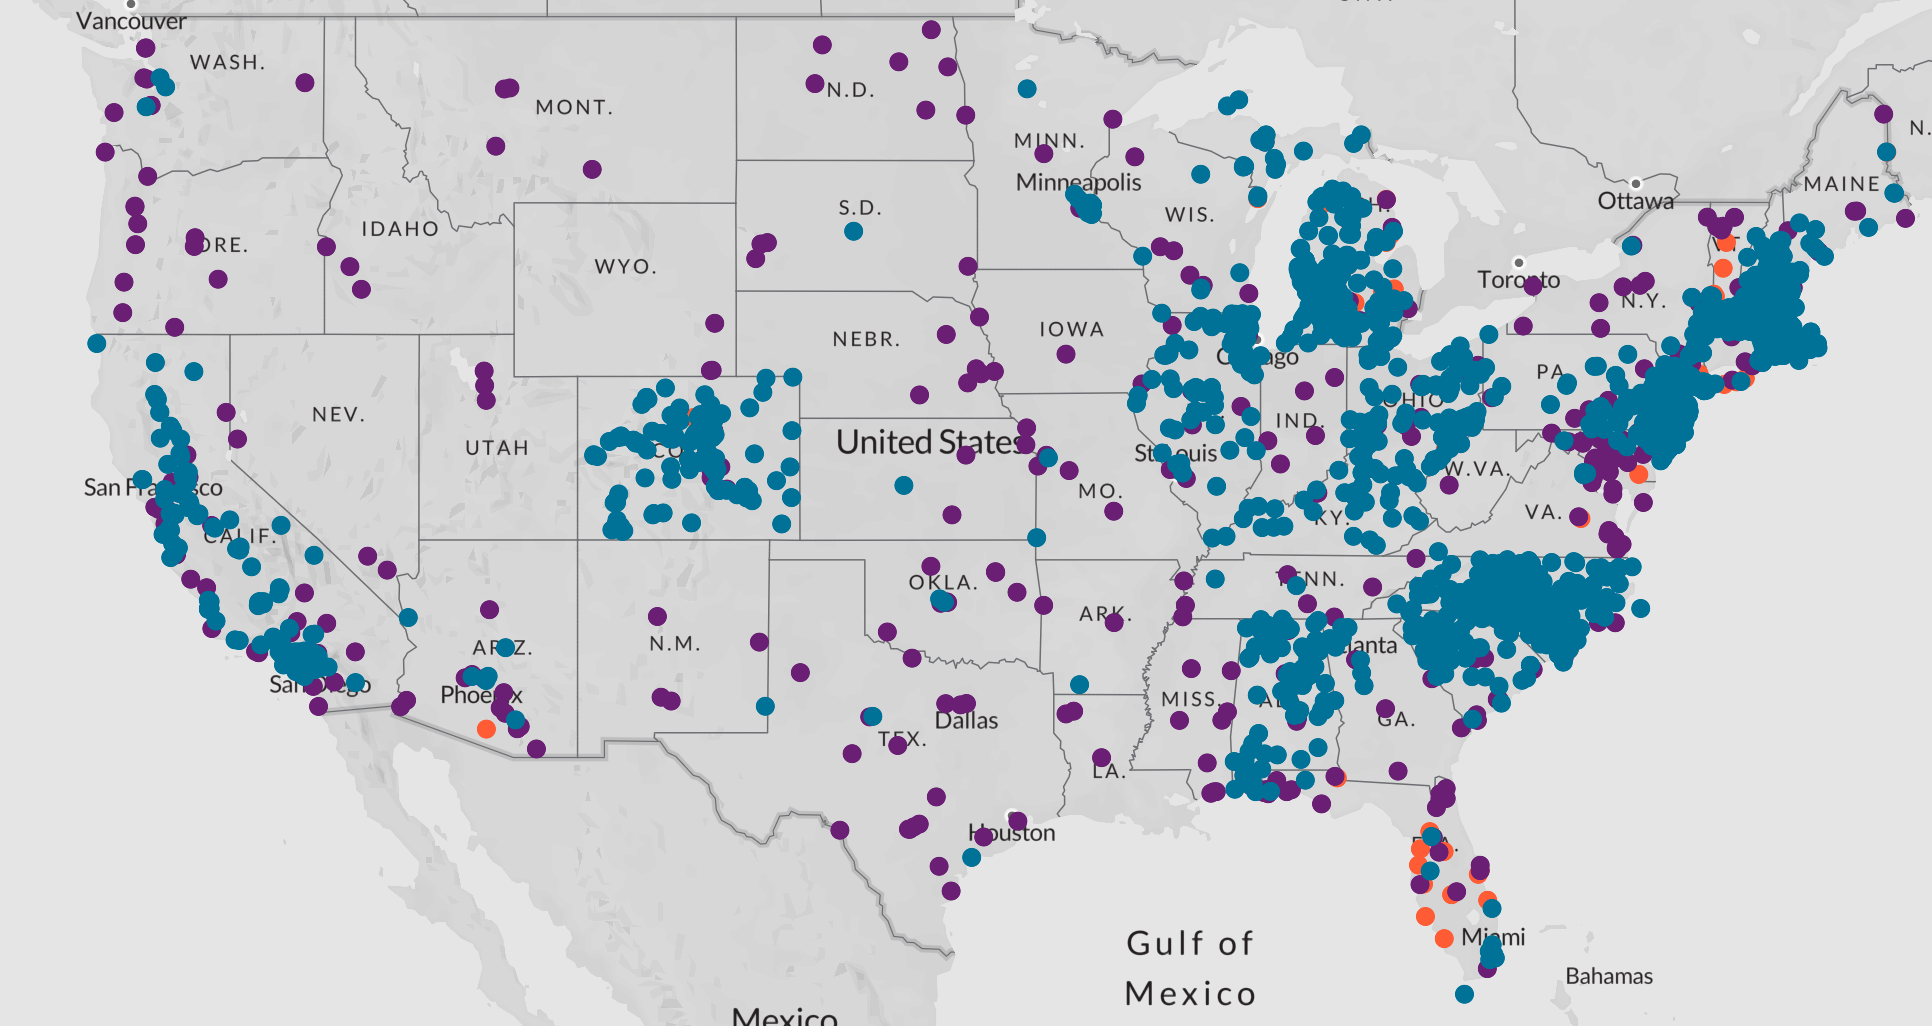 Vancouver
WASH.
MONT.
N.D.
MINN.
Minneapolis
WIS.
Ottawa
MAINE
N.
IDAHO
S.D.
WYO.
Toronto
N.Y.
NEBR.
IOWA
NEV.
UTAH
United States
IND.
OHIO
PA
W.VA.
MO.
KY.
VA.
CALIF.
OKLA.
ARK.
N.M.
Phoenix
Dallas
TEX.
MISS.
GA.
LA.
Houston
Miami
Gulf of
Mexico
Bahamas
Mexico